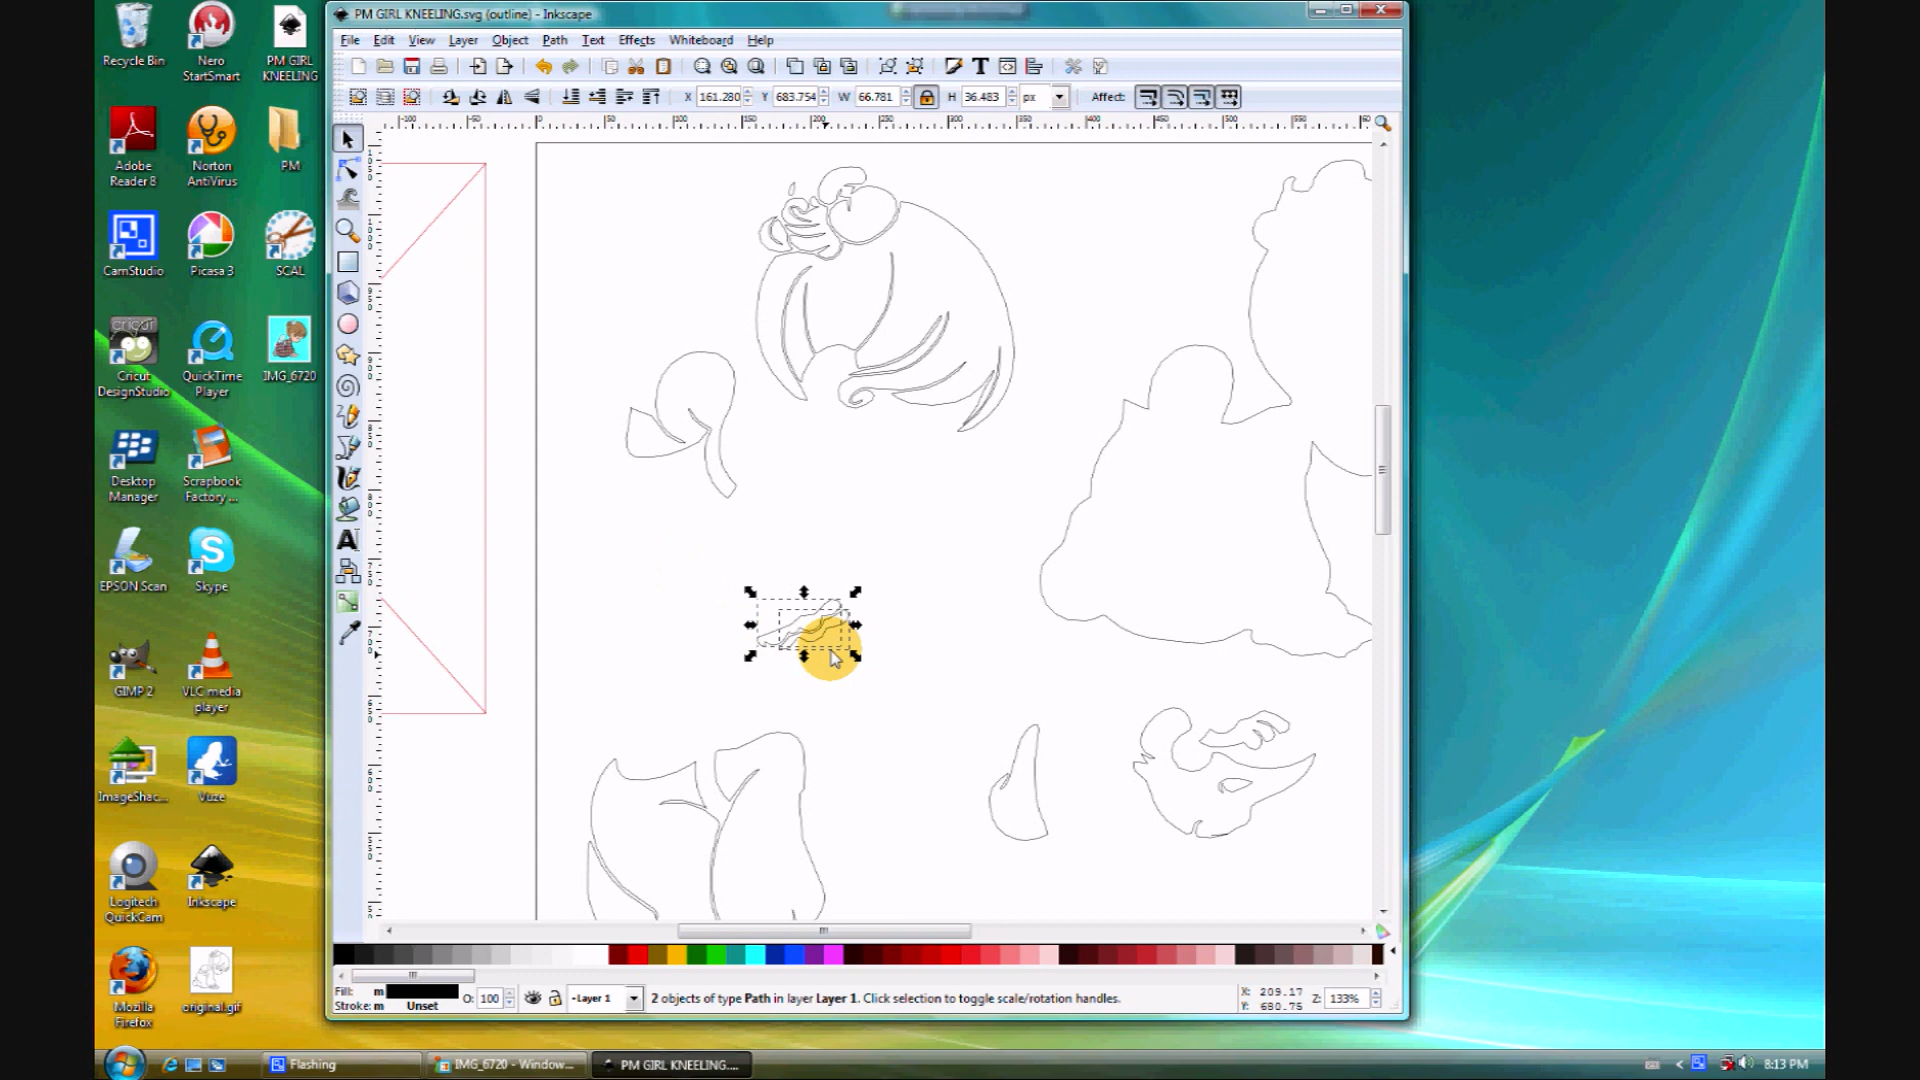 PM GIRL KNEELING.svg (outline) - Inkscape
File Edit View Layer Object Path Text Effects Whiteboard Help
X 161.280 Y 683.754 W 66.781 H 36.483 px Affect:
Recycle Bin
Nero StartSmart
PM GIRL KNEELING
Adobe Reader 8
Norton AntiVirus
PM
CamStudio
Picasa 3
SCAL
cricut
Cricut DesignStudio
QuickTime Player
IMG_6720
Desktop Manager
Scrapbook Factory ...
EPSON Scan
Skype
GIMP 2
VLC media player
ImageShac...
Vuze
Logitech QuickCam
Inkscape
Mozilla Firefox
original.gif
Fill: m
Stroke: m Unset
O: 100
-Layer 1
2 objects of type Path in layer Layer 1. Click selection to toggle scale/rotation handles.
X: 209.17
Y: 680.75
Z: 133%
Flashing
IMG_6720 - Window...
PM GIRL KNEELING....
8:13 PM